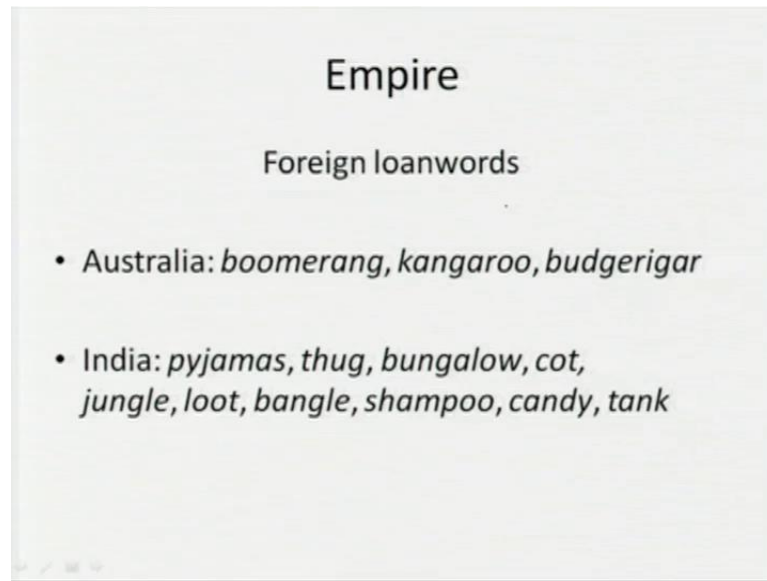 Empire
Foreign loanwords
• Australia: boomerang, kangaroo, budgerigar
• India: pyjamas, thug, bungalow, cot,
jungle, loot, bangle, shampoo, candy, tank